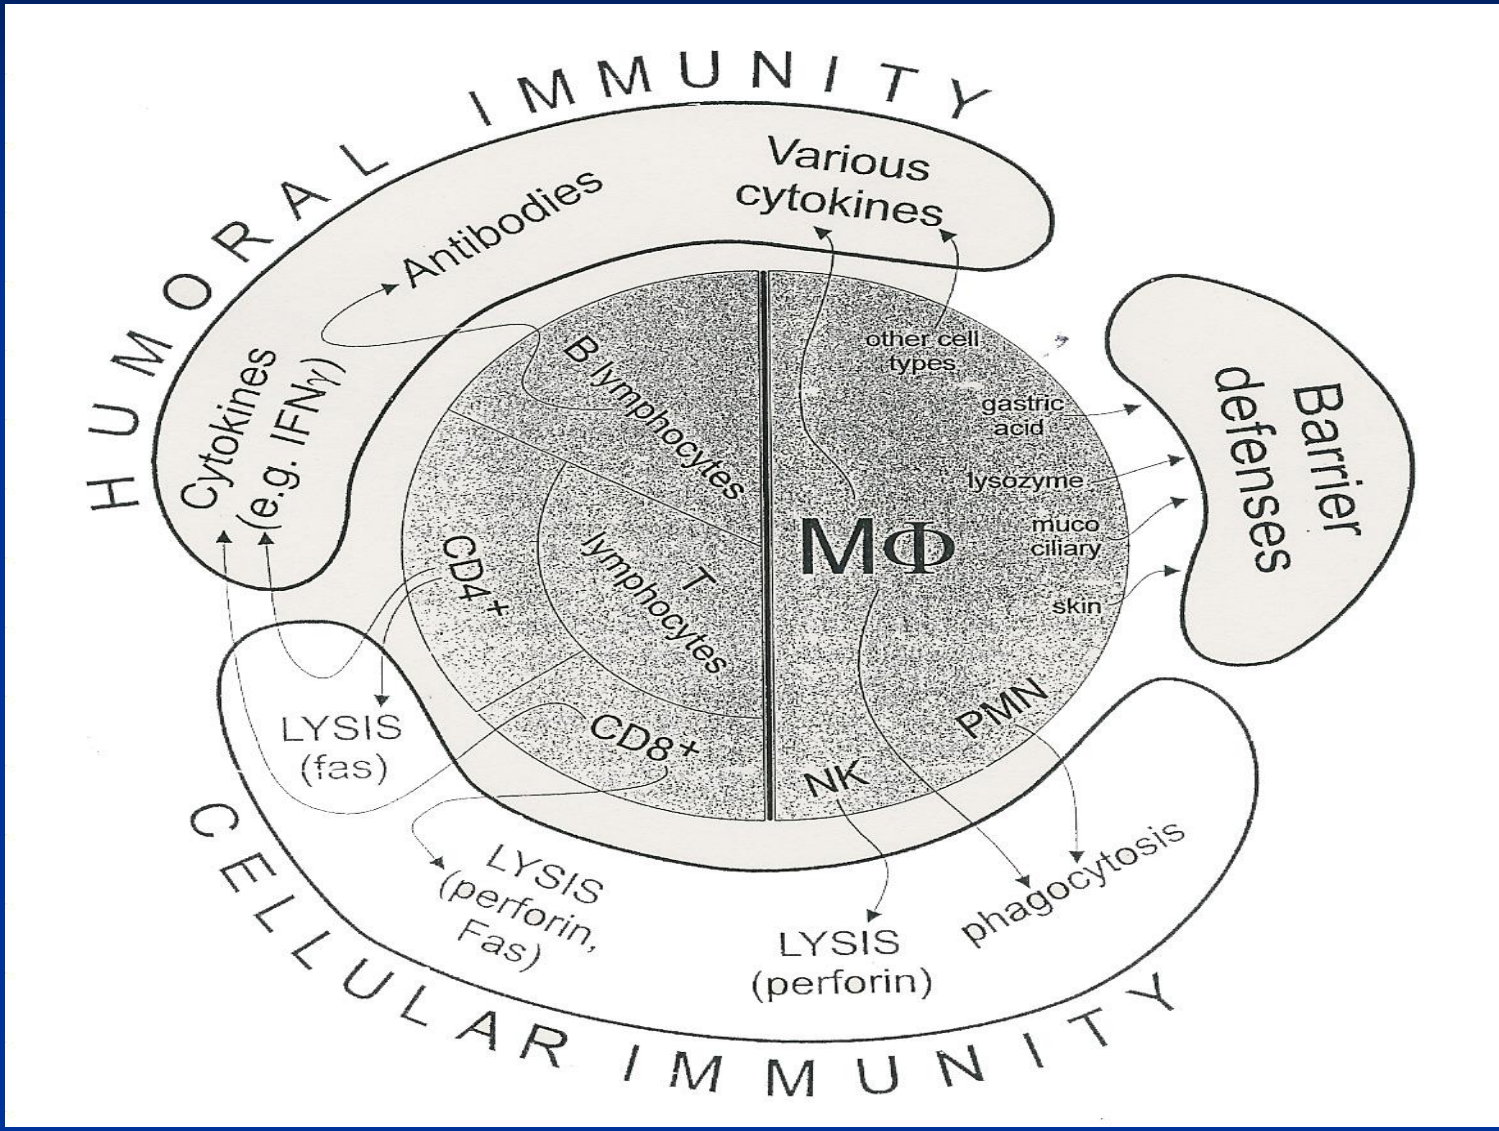 HUMORAL IMMUNITY
Various
cytokines
Antibodies
Cytokines
(e.g. IFNγ)
B lymphocytes
T
lymphocytes
CD4+
CD8+
other cell
types
gastric
acid
lysozyme
muco
ciliary
skin
MΦ
PMN
NK
Barrier
defenses
LYSIS
(fas)
LYSIS
(perforin,
Fas)
LYSIS
(perforin)
phagocytosis
CELLULAR IMMUNITY